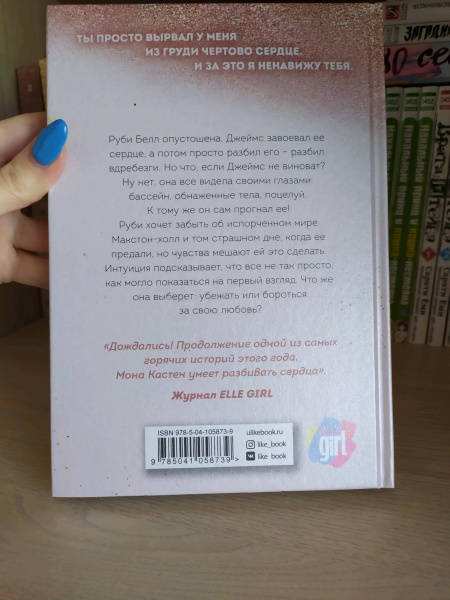 ТЫ ПРОСТО ВЫРВАЛ У МЕНЯ
ИЗ ГРУДИ ЧЕРТОВО СЕРДЦЕ.
И ЗА ЭТО Я НЕНАВИЖУ ТЕБЯ.
Руби Белл опустошена. Джеймс завоевал ее
сердце, а потом просто разбил его – разбил
вдребезги. Но что, если Джеймс не виноват?
Ну нет, она все видела своими глазами:
бассейн, обнаженные тела, поцелуй.
К тому же он сам прогнал ее!
Руби хочет забыть об испорченном мире
Макстон-холл и том страшном дне, когда ее
предали, но чувства мешают ей это сделать.
Интуиция подсказывает, что все не так просто,
как могло показаться на первый взгляд. Что же
она выберет: убежать или бороться
за свою любовь?
«Дождались! Продолжение одной из самых
горячих историй этого года.
Мона Кастен умеет разбивать сердца».
Журнал ELLE GIRL
ISBN 978-5-04-105873-9
9 785041 058739 >
ulikebook.ru
like_book
like_book
girl